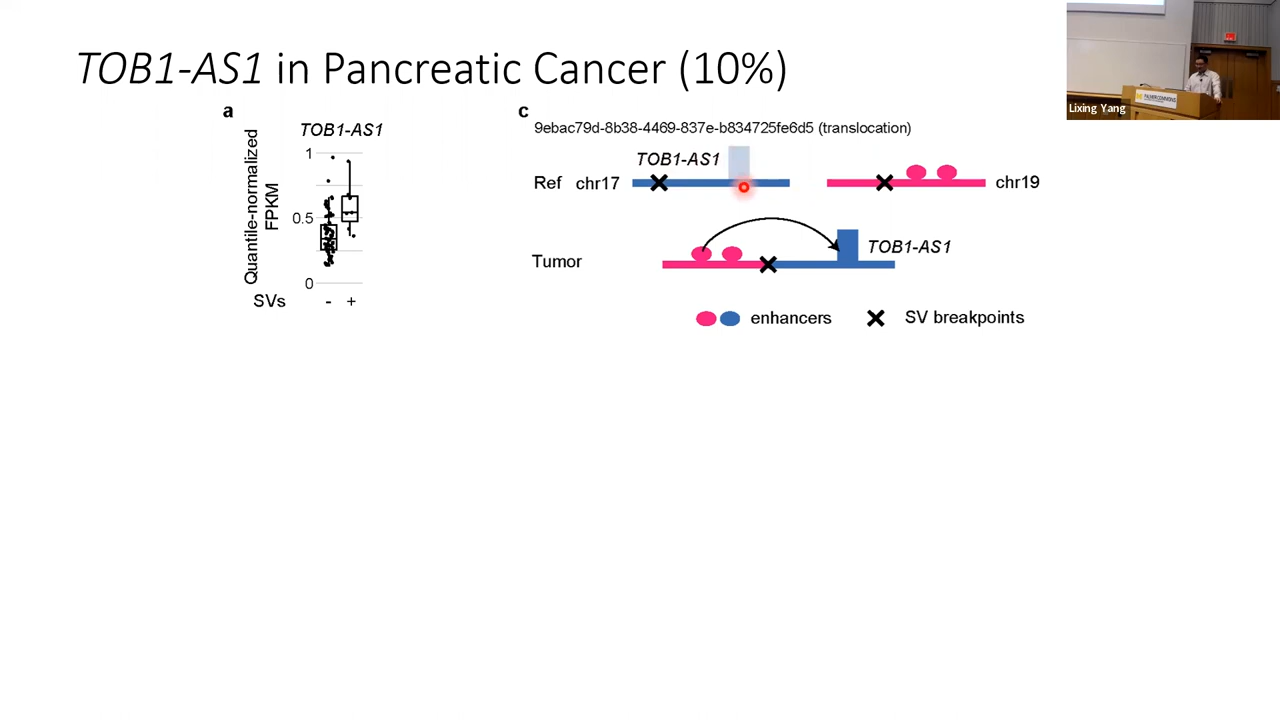 TOB1-AS1 in Pancreatic Cancer (10%)
a
TOB1-AS1
Quantile-normalized
FPKM
1
0.5
0
SVs - +
c
9ebac79d-8b38-4469-837e-b834725fe6d5 (translocation)
TOB1-AS1
Ref chr17
chr19
Tumor
TOB1-AS1
enhancers
SV breakpoints
Lixing Yang